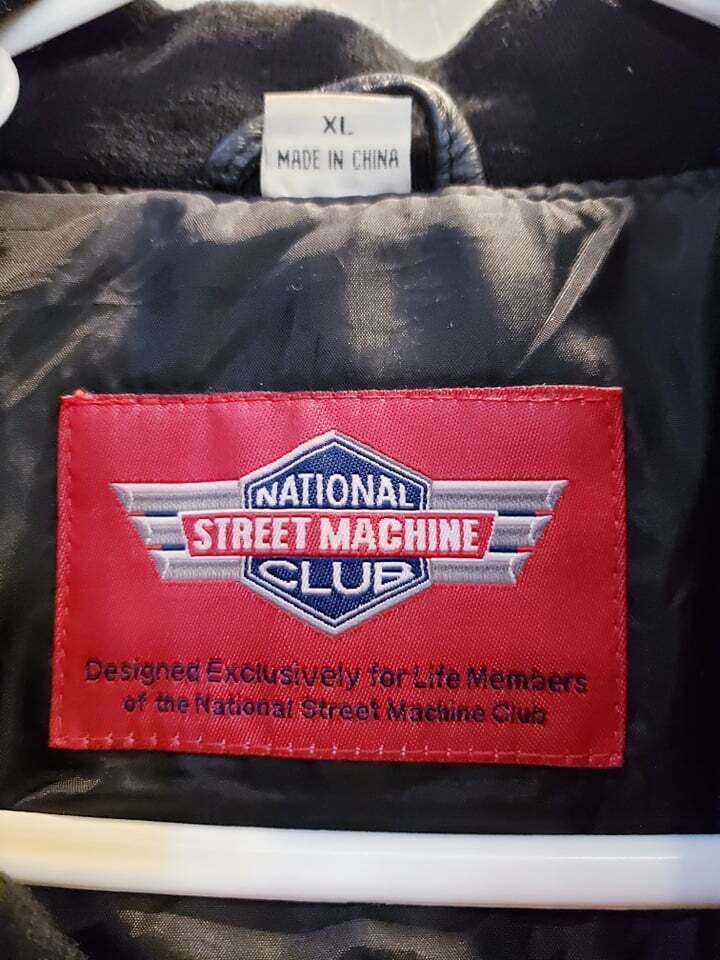 XL
MADE IN CHINA
NATIONAL
STREET MACHINE
CLUB
Designed Exclusively for Life Members
of the National Street Machine Club